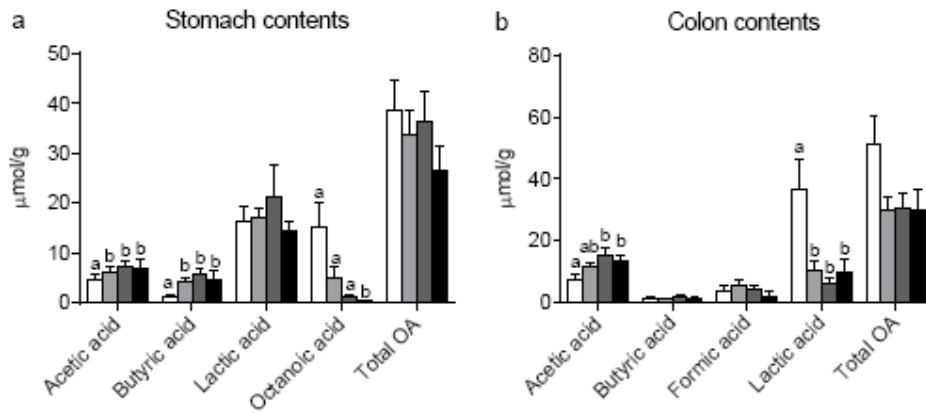 a Stomach contents
50
40
30
20
10
0
µmol/g
a b b b
a b b b
a a a b
Acetic acid
Butyric acid
Lactic acid
Octanoic acid
Total OA
b Colon contents
80
60
40
20
0
µmol/g
a ab b b
a b b b
Acetic acid
Butyric acid
Formic acid
Lactic acid
Total OA